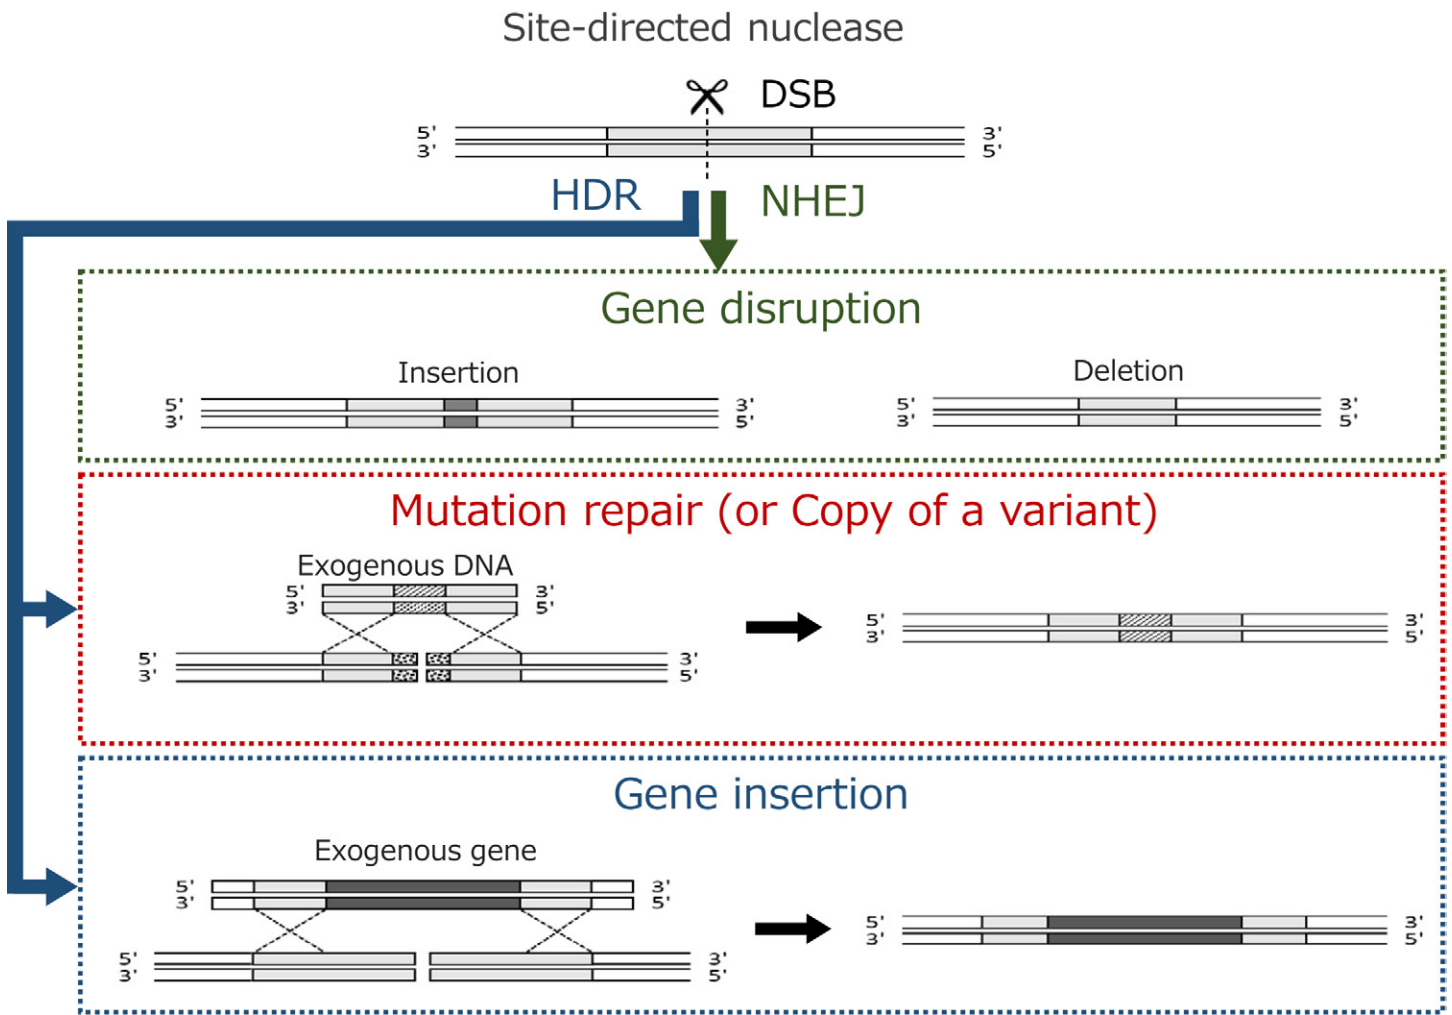 Site-directed nuclease
DSB
5' 3'
3' 5'
HDR NHEJ
Gene disruption
Insertion Deletion
5' 3' 5' 3'
3' 5' 3' 5'
Mutation repair (or Copy of a variant)
Exogenous DNA
5' 3'
3' 5'
5' 3'
3' 5'
5' 3'
3' 5'
Gene insertion
Exogenous gene
5' 3'
3' 5'
5' 3'
3' 5'
5' 3'
3' 5'